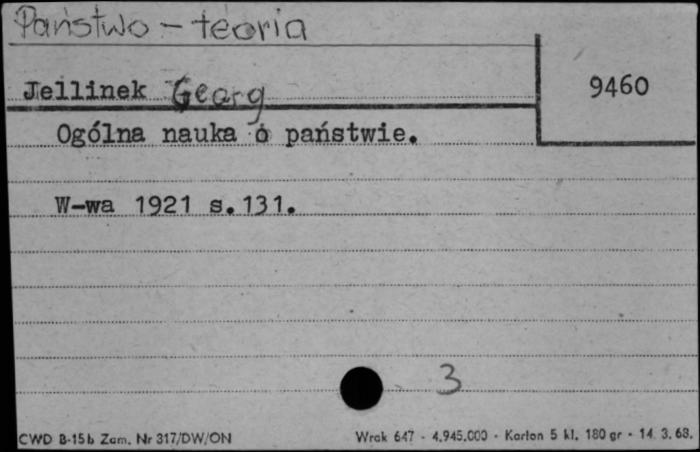 Państwo - teoria
Jellinek Georg
9460
Ogólna nauka o państwie.
W-wa 1921 s.131.
3
CWD B-15b Zam. Nr 317/DW/ON
Wrak 647 - 4.945.000 - Karton 5 kl. 180 gr - 14.3.68.